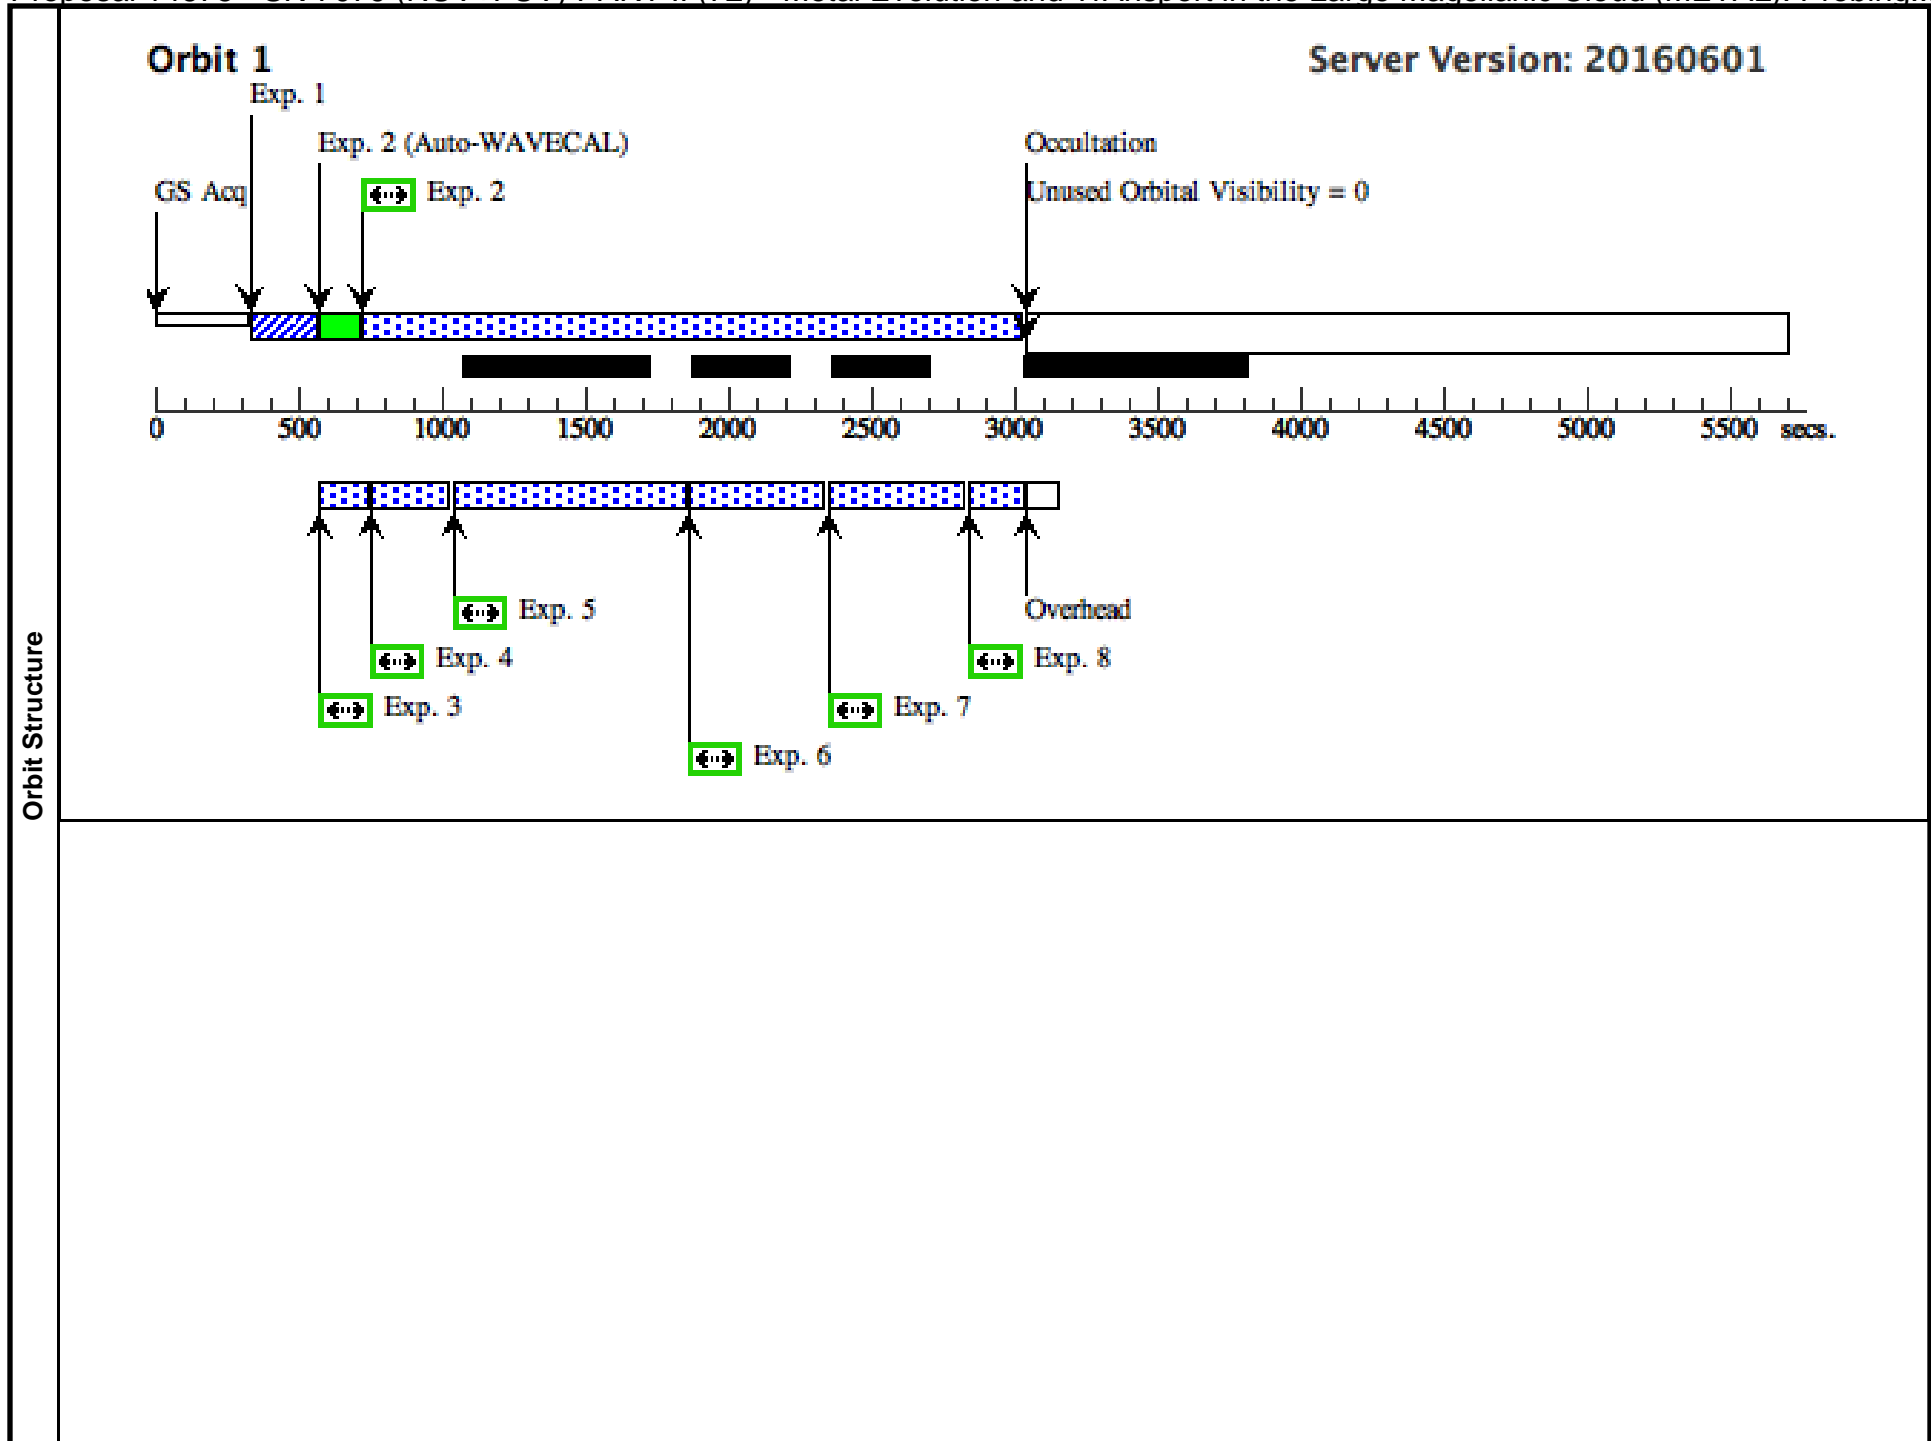 Orbit 1
Server Version: 20160601
Exp. 1
Exp. 2 (Auto-WAVECAL)
Occultation
GS Acq
Exp. 2
Unused Orbital Visibility = 0
0 500 1000 1500 2000 2500 3000 3500 4000 4500 5000 5500 secs.
Exp. 5
Overhead
Exp. 4
Exp. 8
Exp. 3
Exp. 7
Exp. 6
Orbit Structure